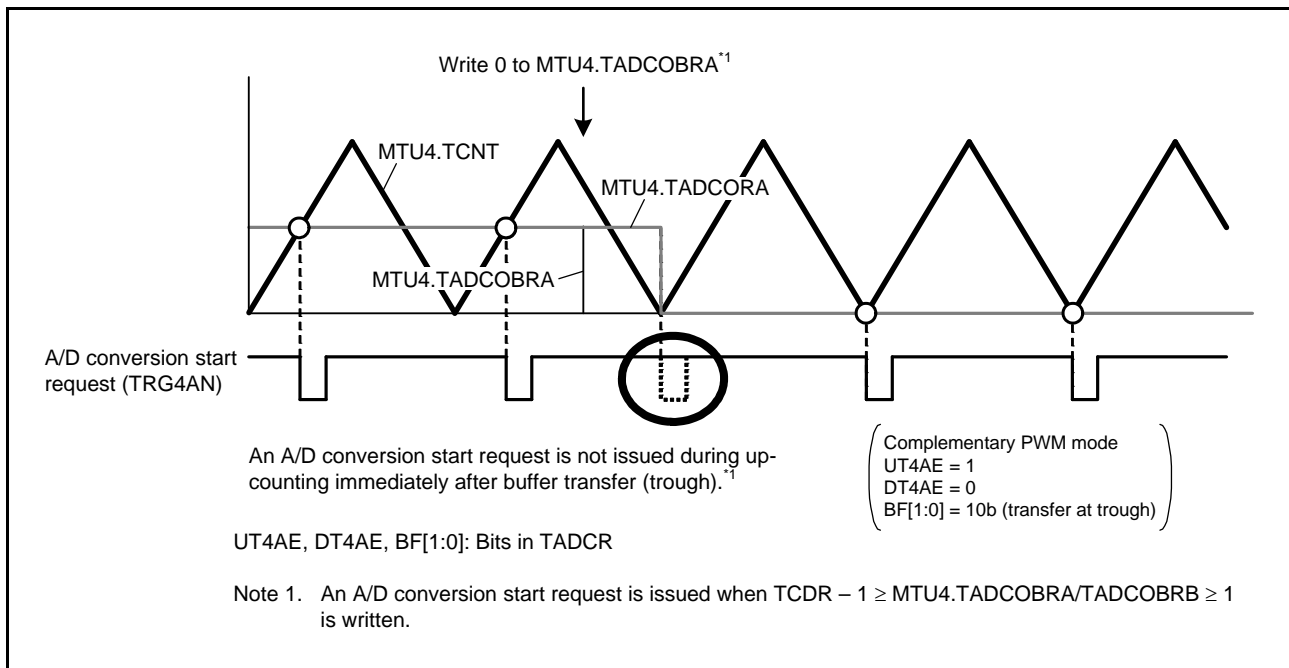 Write 0 to MTU4.TADCOBRA*1
MTU4.TCNT
MTU4.TADCORA
MTU4.TADCOBRA
A/D conversion start
request (TRG4AN)
An A/D conversion start request is not issued during up-
counting immediately after buffer transfer (trough).*1
Complementary PWM mode
UT4AE = 1
DT4AE = 0
BF[1:0] = 10b (transfer at trough)
UT4AE, DT4AE, BF[1:0]: Bits in TADCR
Note 1. An A/D conversion start request is issued when TCDR – 1 ≥ MTU4.TADCOBRA/TADCOBRB ≥ 1
is written.